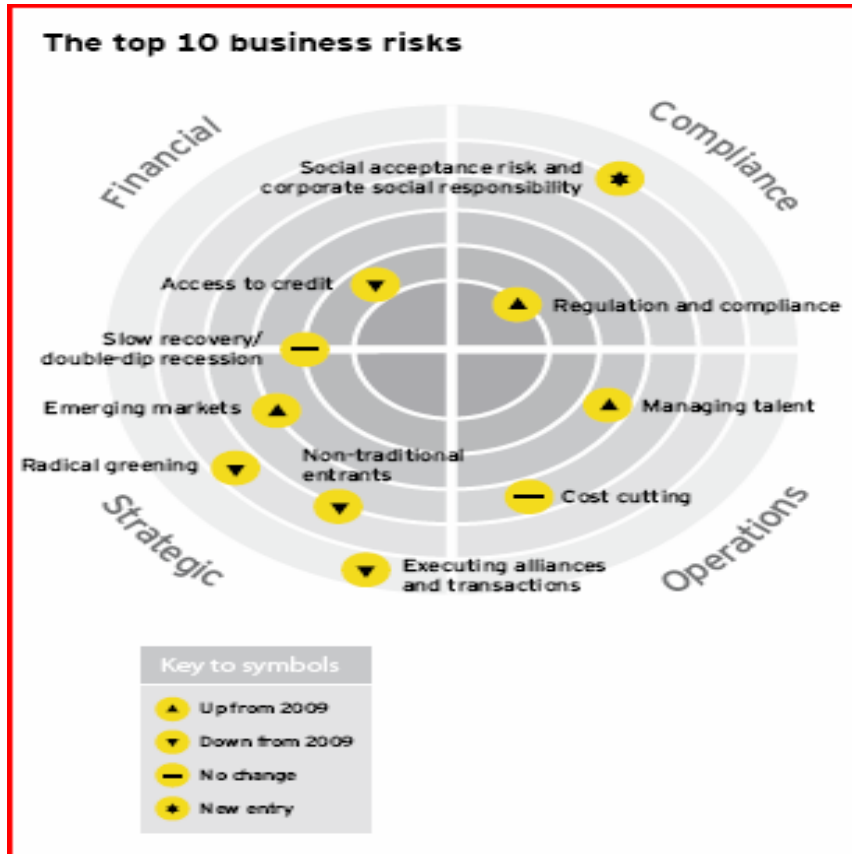 The top 10 business risks
Financial
Compliance
Social acceptance risk and
corporate social responsibility
Access to credit
Regulation and compliance
Slow recovery/
double-dip recession
Emerging markets
Managing talent
Radical greening
Non-traditional
entrants
Cost cutting
Strategic
Operations
Executing alliances
and transactions
Key to symbols
Up from 2009
Down from 2009
No change
New entry